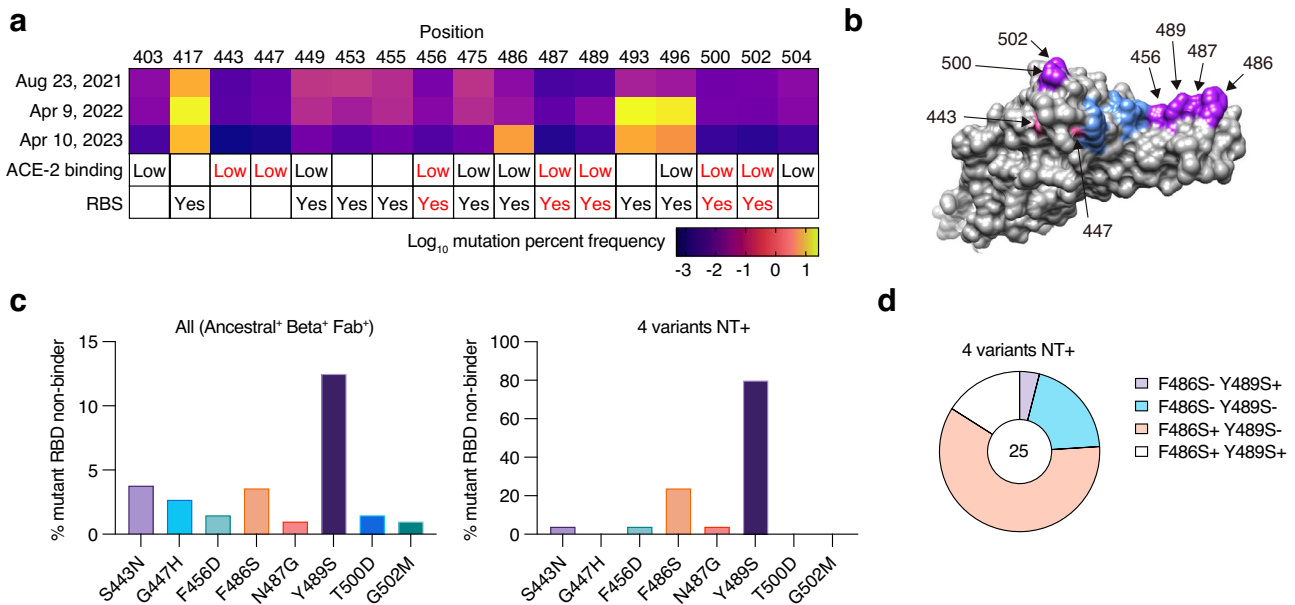 a
Position
403 417 443 447 449 453 455 456 475 486 487 489 493 496 500 502 504
Aug 23, 2021
Apr 9, 2022
Apr 10, 2023
ACE-2 binding Low Low Low Low Low Low Low Low Low Low Low Low Low
RBS Yes Yes Yes Yes Yes Yes Yes Yes Yes Yes Yes Yes Yes
Log10 mutation percent frequency
-3 -2 -1 0 1
b
502
500
443
447
456
489
487
486
c
All (Ancestral+ Beta+ Fab+)
% mutant RBD non-binder
15
10
5
0
S443N
G447H
F456D
F486S
N487G
Y489S
T500D
G502M
4 variants NT+
% mutant RBD non-binder
100
80
60
40
20
0
S443N
G447H
F456D
F486S
N487G
Y489S
T500D
G502M
d
4 variants NT+
25
F486S- Y489S+
F486S- Y489S-
F486S+ Y489S-
F486S+ Y489S+